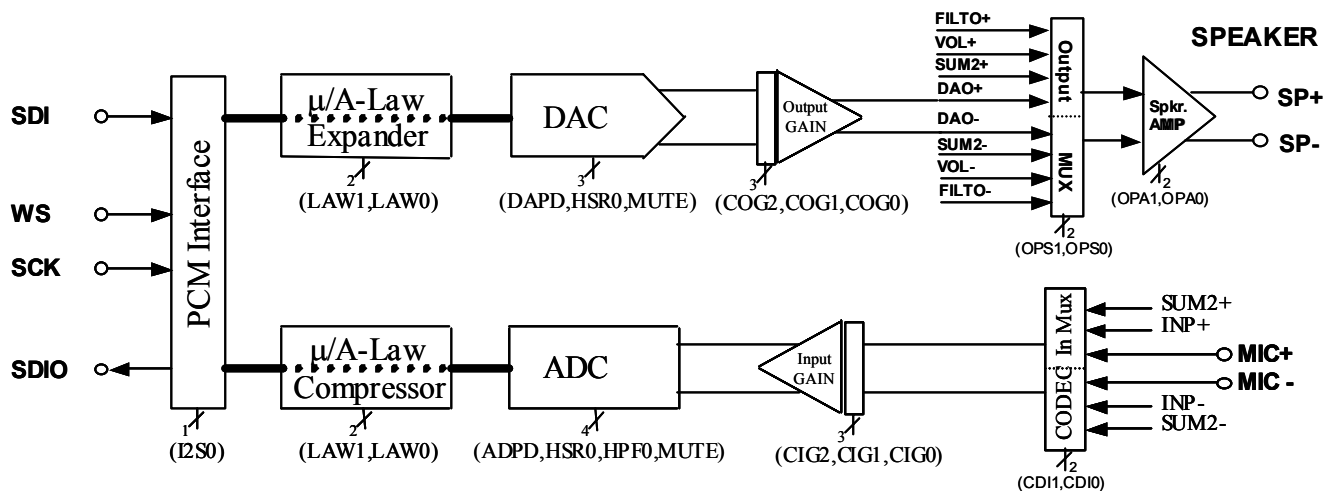 FILTO+
VOL+
SUM2+
DAO+
DAO-
SUM2-
VOL-
FILTO-
Output
MUX
2
(OPS1,OPS0)
SPEAKER
Spkr.
AMP
2
(OPA1,OPA0)
SP+
SP-
SDI
WS
SCK
SDIO
PCM Interface
1
(I2S0)
µ/A-Law
Expander
2
(LAW1,LAW0)
DAC
3
(DAPD,HSR0,MUTE)
Output
GAIN
3
(COG2,COG1,COG0)
µ/A-Law
Compressor
2
(LAW1,LAW0)
ADC
4
(ADPD,HSR0,HPF0,MUTE)
Input
GAIN
3
(CIG2,CIG1,CIG0)
CODEC In Mux
2
(CDI1,CDI0)
SUM2+
INP+
MIC+
MIC -
INP-
SUM2-